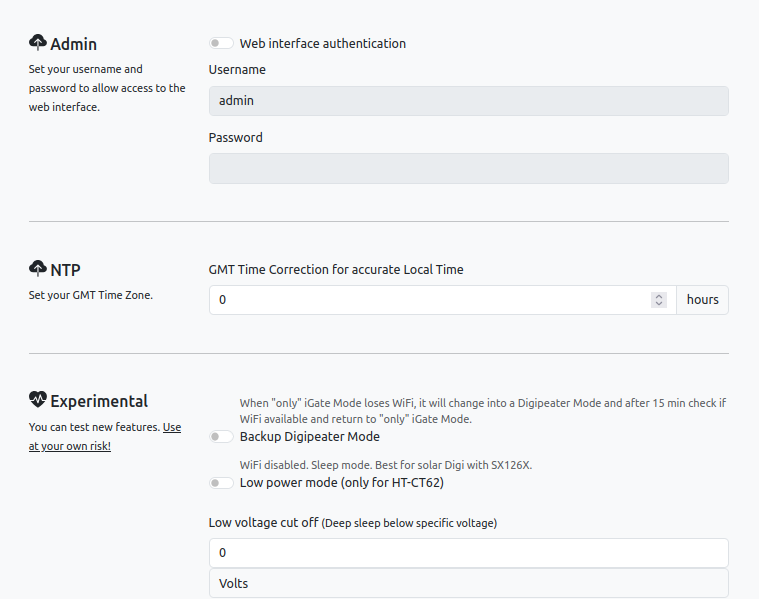 Admin
Set your username and
password to allow access to the
web interface.
Web interface authentication
Username
admin
Password
NTP
Set your GMT Time Zone.
GMT Time Correction for accurate Local Time
0
hours
Experimental
You can test new features. Use
at your own risk!
When "only" iGate Mode loses WiFi, it will change into a Digipeater Mode and after 15 min check if
WiFi available and return to "only" iGate Mode.
Backup Digipeater Mode
WiFi disabled. Sleep mode. Best for solar Digi with SX126X.
Low power mode (only for HT-CT62)
Low voltage cut off (Deep sleep below specific voltage)
0
Volts